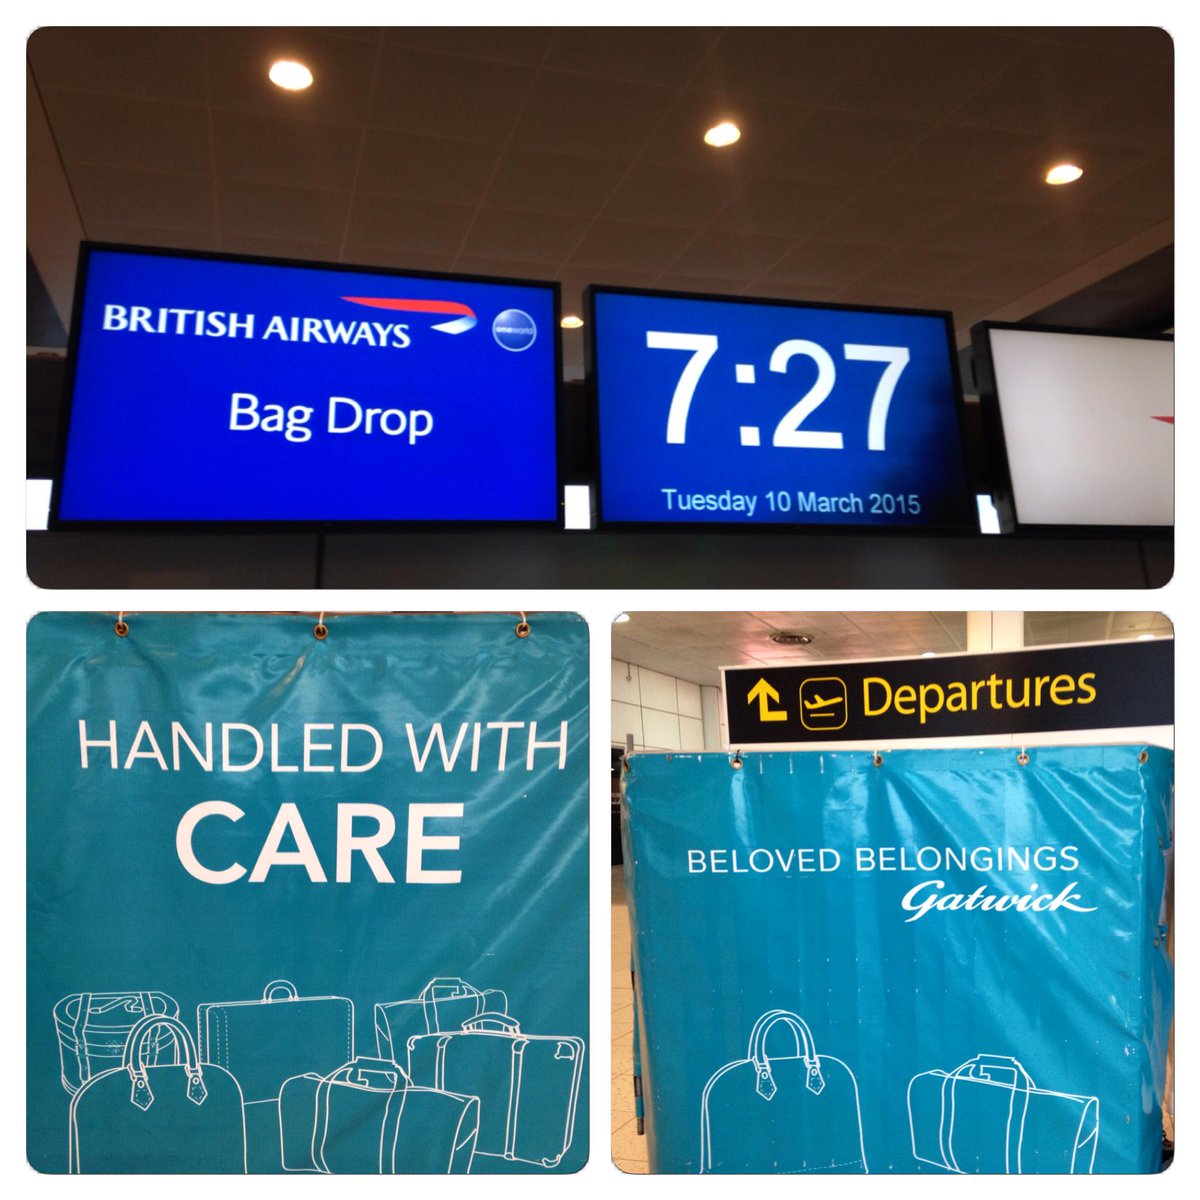 BRITISH AIRWAYS
oneworld
Bag Drop
7:27
Tuesday 10 March 2015
HANDLED WITH
CARE
Departures
BELOVED BELONGINGS
Gatwick